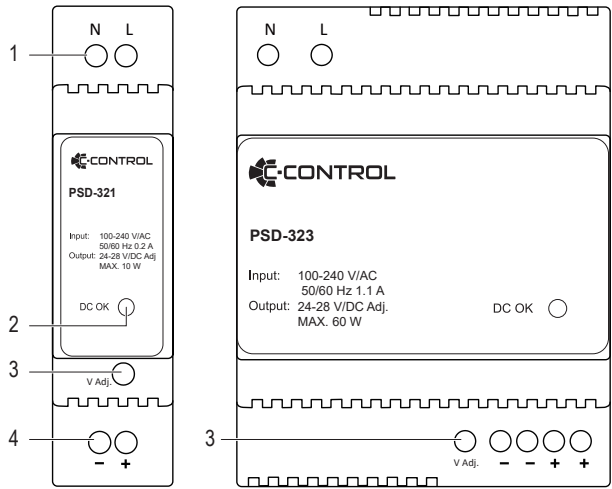 N L
1
C-CONTROL
PSD-321
Input: 100-240 V/AC
50/60 Hz 0.2 A
Output: 24-28 V/DC Adj
MAX. 10 W
DC OK
2
3
V Adj.
4
– +
N L
C-CONTROL
PSD-323
Input: 100-240 V/AC
50/60 Hz 1.1 A
Output: 24-28 V/DC Adj.
MAX. 60 W
DC OK
3
V Adj. – – + +